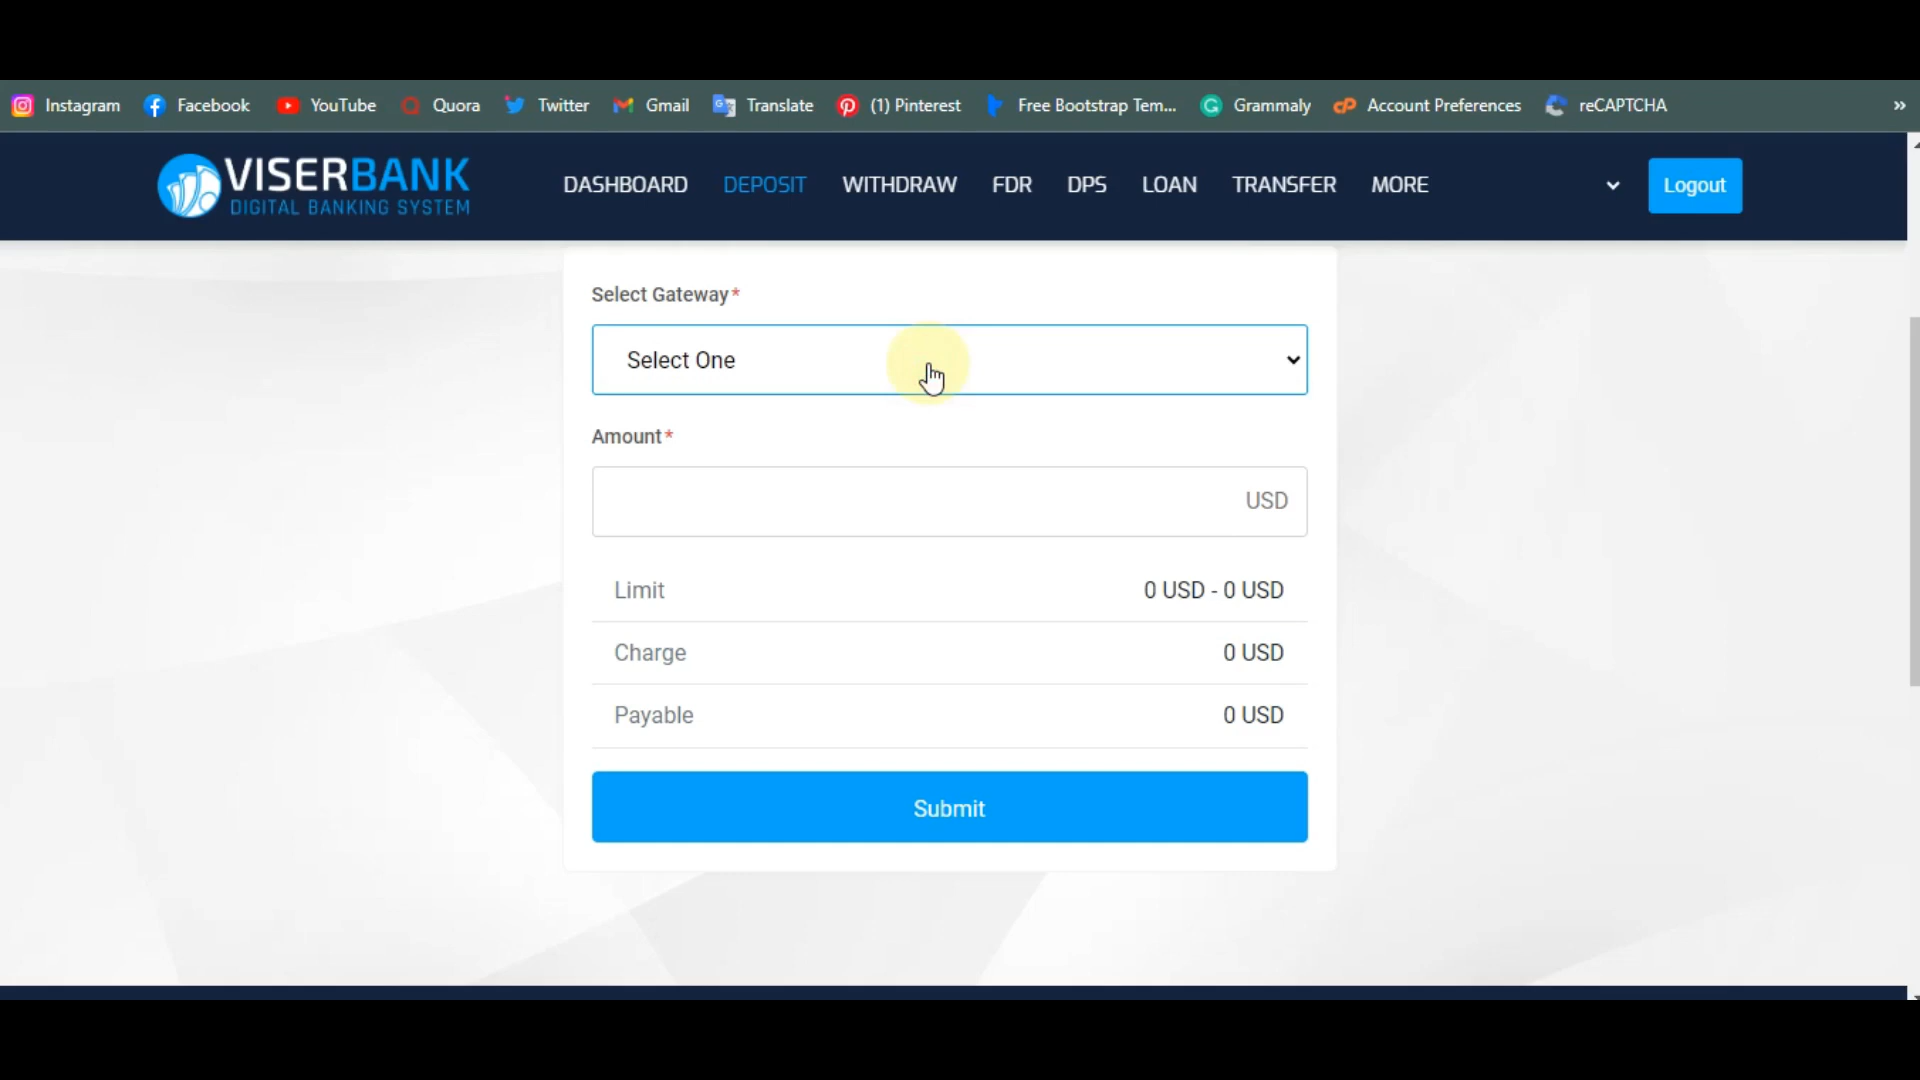 Instagram Facebook YouTube Quora Twitter Gmail Translate (1) Pinterest Free Bootstrap Tem... Grammaly Account Preferences reCAPTCHA »
VISERBANK
DIGITAL BANKING SYSTEM
DASHBOARD DEPOSIT WITHDRAW FDR DPS LOAN TRANSFER MORE Logout
Select Gateway*
Select One
Amount*
USD
Limit 0 USD - 0 USD
Charge 0 USD
Payable 0 USD
Submit